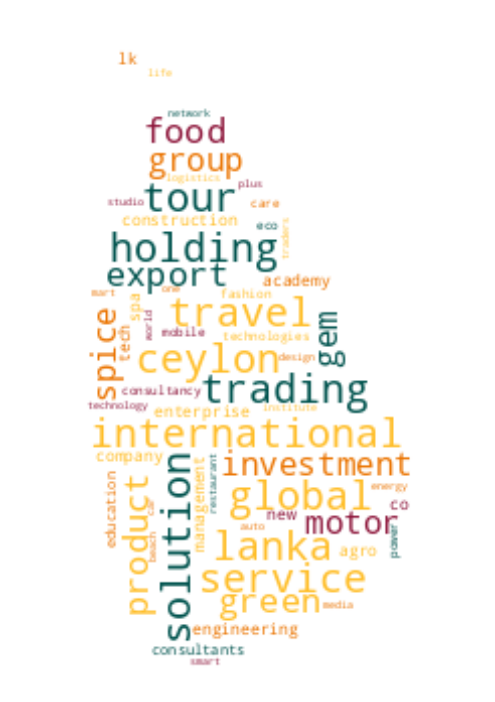 lk
life
network
food
group
logistics
plus
tour
studio
care
construction
eco
traders
holding
export
academy
one
mart
fashion
spa
travel
world
gem
spice
tech
mobile
technologies
ceylon
design
consultancy
trading
technology
enterprise
institute
international
company
investment
restaurant
education
management
solution
product
car
global
energy
new
co
motor
auto
power
beach
lanka
agro
service
green
media
engineering
consultants
smart